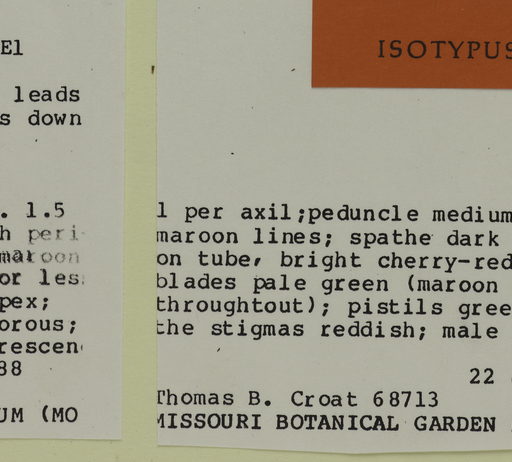 El
leads
s down
. 1.5
h peri
maroon
or les
pex;
orous;
rescen
88
UM (MO
ISOTYPUS
l per axil;peduncle medium
maroon lines; spathe dark
on tube, bright cherry-red
blades pale green (maroon
throughtout); pistils gree
the stigmas reddish; male
22
Thomas B. Croat 68713
MISSOURI BOTANICAL GARDEN